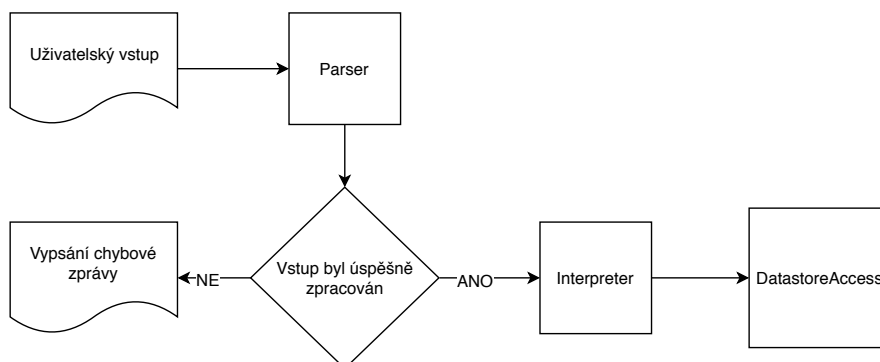 Uživatelský vstup
Parser
Vypsání chybové
zprávy
NE
Vstup byl úspěšně
zpracován
ANO
Interpreter
DatastoreAccess